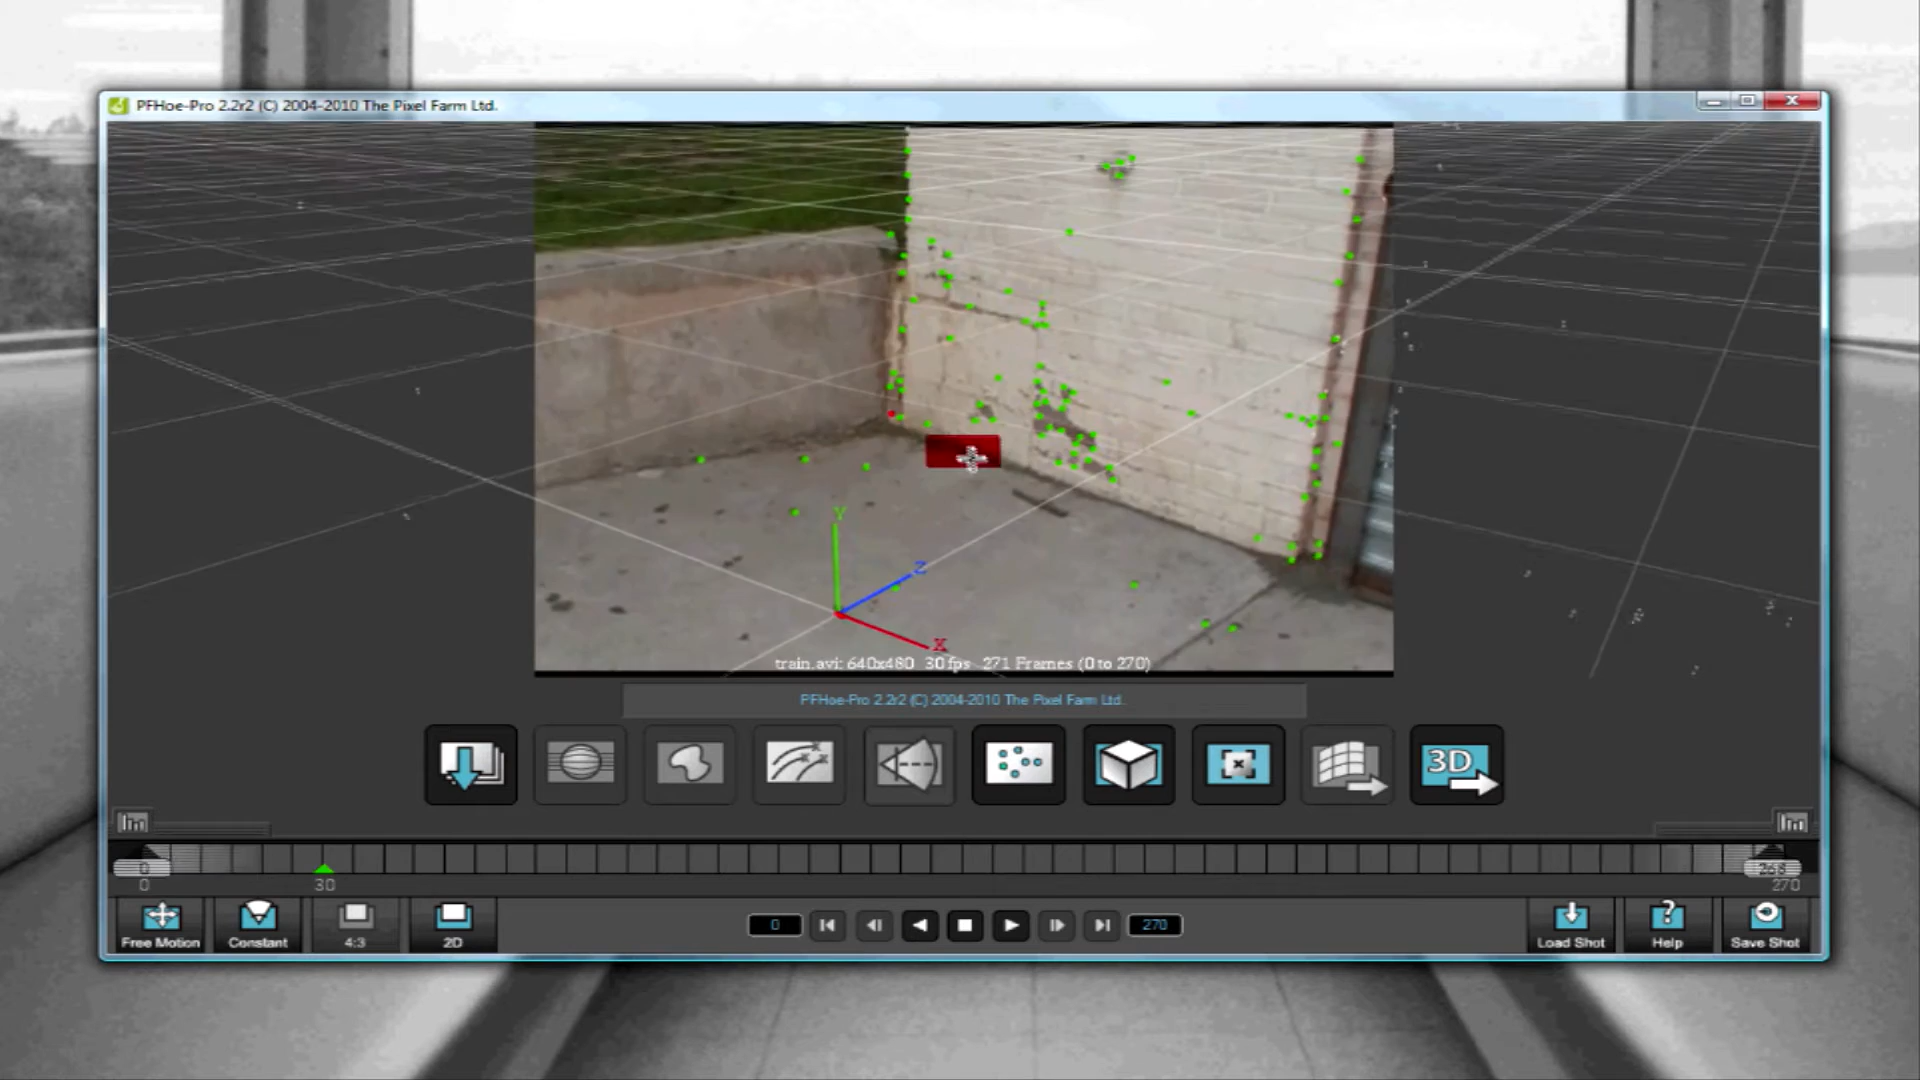 PFHoe-Pro 2.2r2 (C) 2004-2010 The Pixel Farm Ltd.
Y
Z
X
train.avi: 640x480 30 fps 271 Frames (0 to 270)
PFHoe-Pro 2.2r2 (C) 2004-2010 The Pixel Farm Ltd.
3D
0
0 30 270
Free Motion Constant 4:3 2D 0 270 Load Shot Help Save Shot